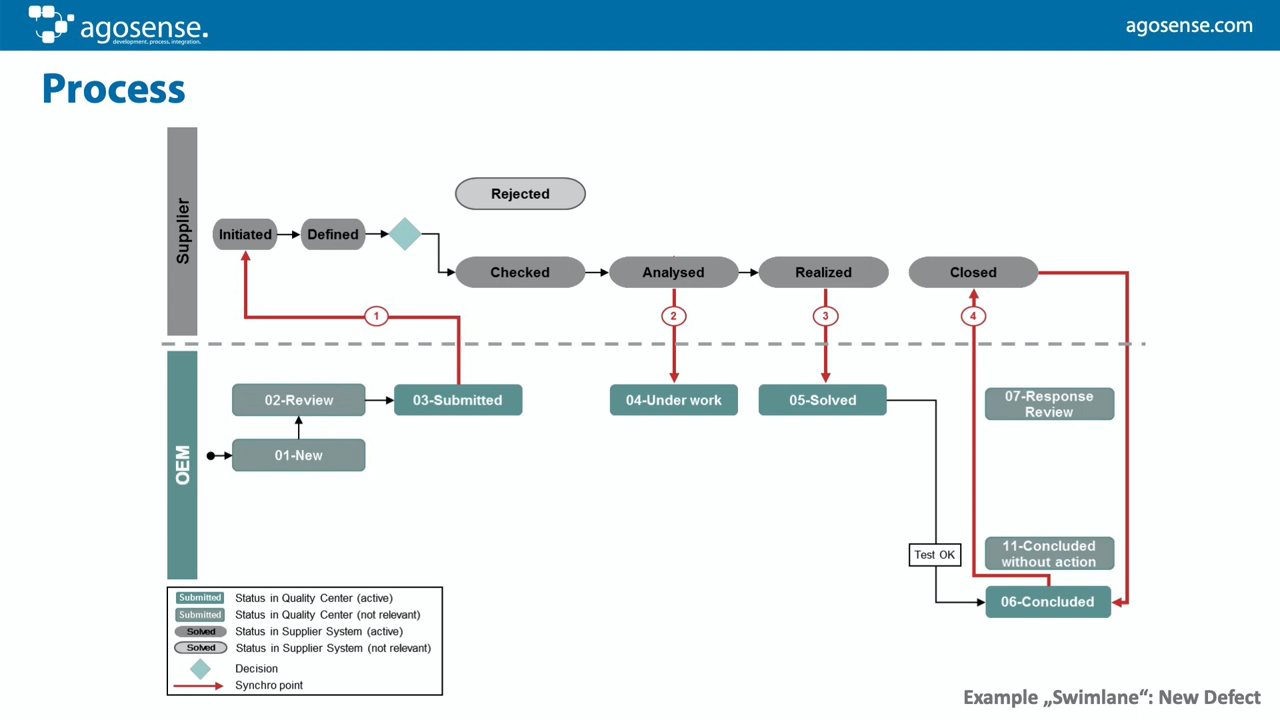 agosense.
development. process. integration.
agosense.com
Process
Supplier
Rejected
Initiated
Defined
Checked
Analysed
Realized
Closed
1
2
3
4
OEM
02-Review
03-Submitted
04-Under work
05-Solved
07-Response
Review
01-New
Test OK
11-Concluded
without action
06-Concluded
Submitted Status in Quality Center (active)
Submitted Status in Quality Center (not relevant)
Solved Status in Supplier System (active)
Solved Status in Supplier System (not relevant)
Decision
Synchro point
Example „Swimlane“: New Defect